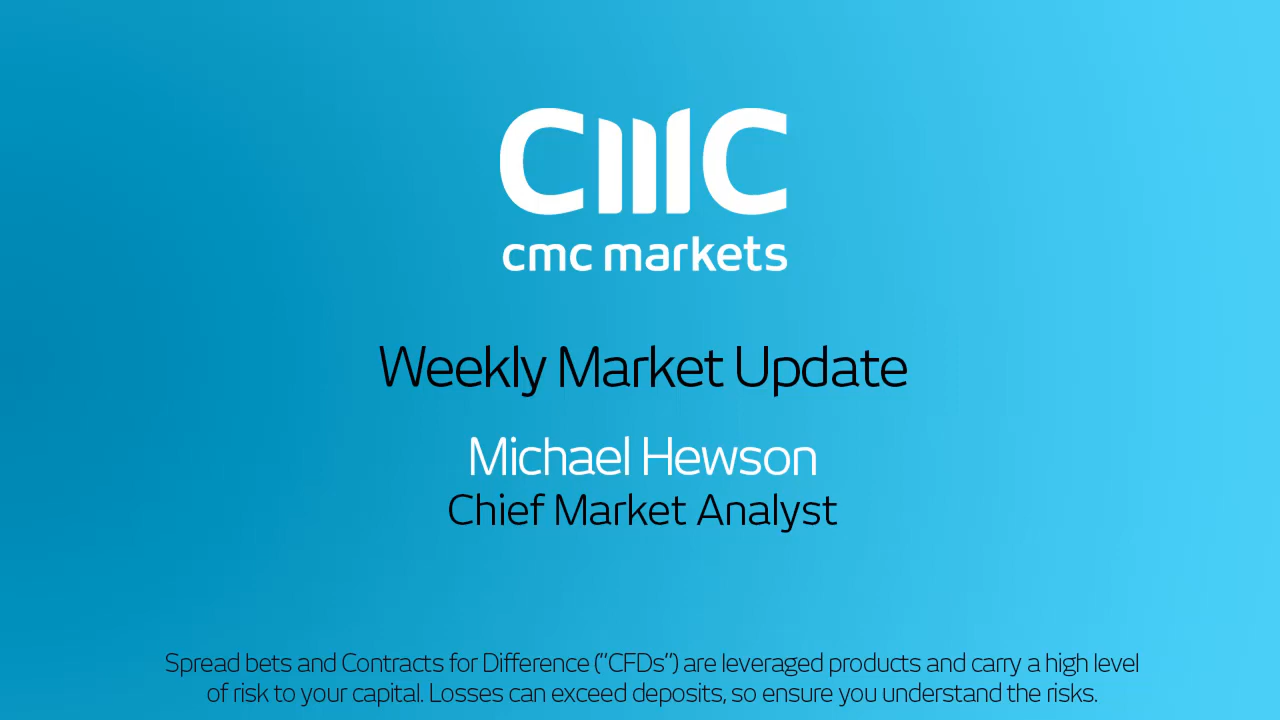 CMC
cmc markets
Weekly Market Update
Michael Hewson
Chief Market Analyst
Spread bets and Contracts for Difference (”CFDs”) are leveraged products and carry a high level
of risk to your capital. Losses can exceed deposits, so ensure you understand the risks.